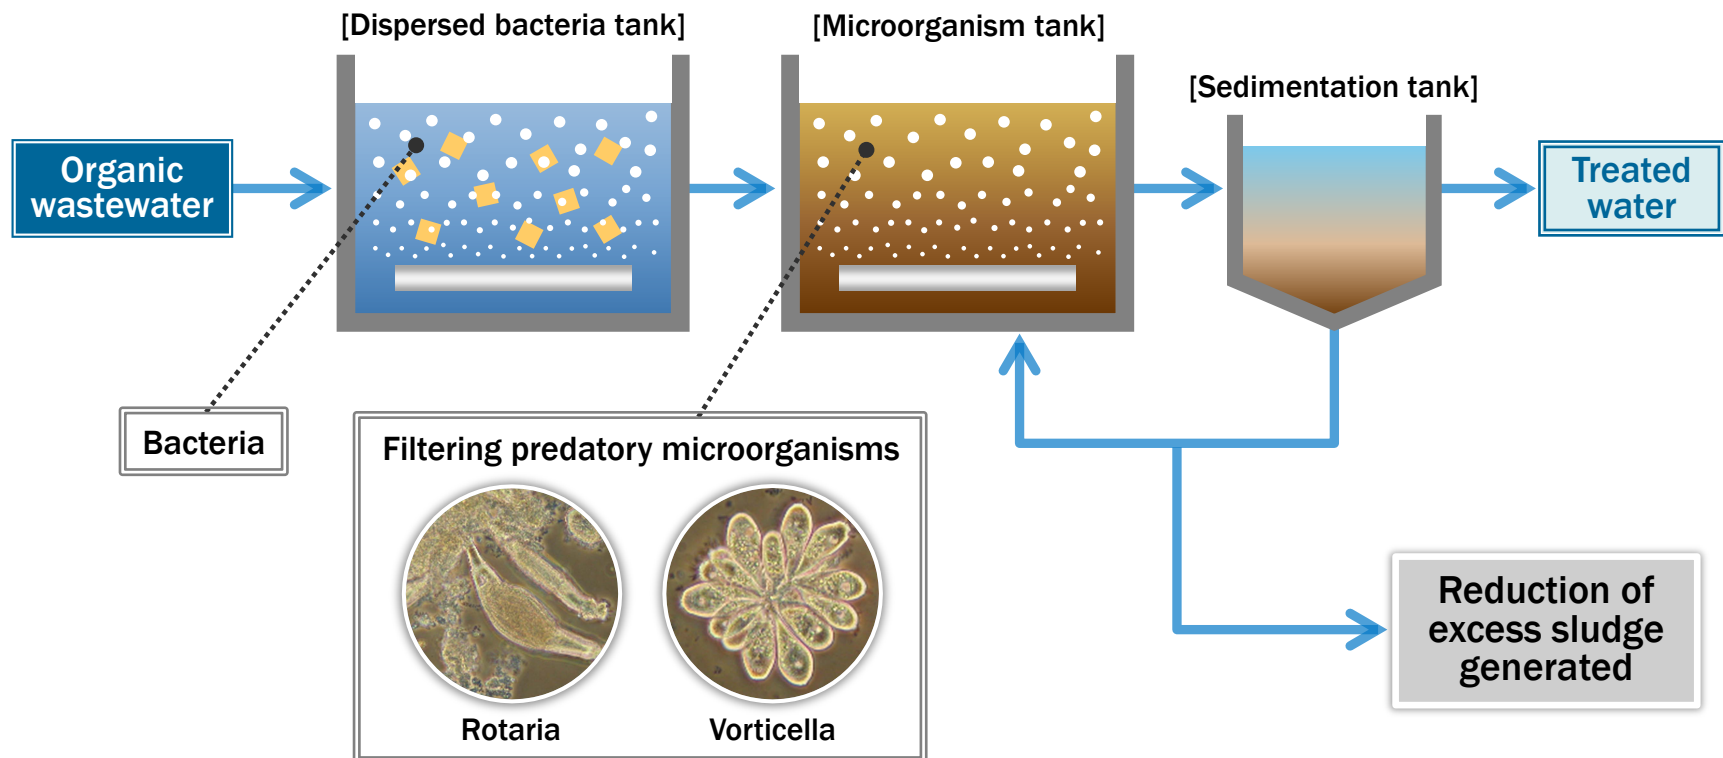 [Dispersed bacteria tank]
[Microorganism tank]
[Sedimentation tank]
Organic
wastewater
Treated
water
Bacteria
Filtering predatory microorganisms
Rotaria
Vorticella
Reduction of
excess sludge
generated